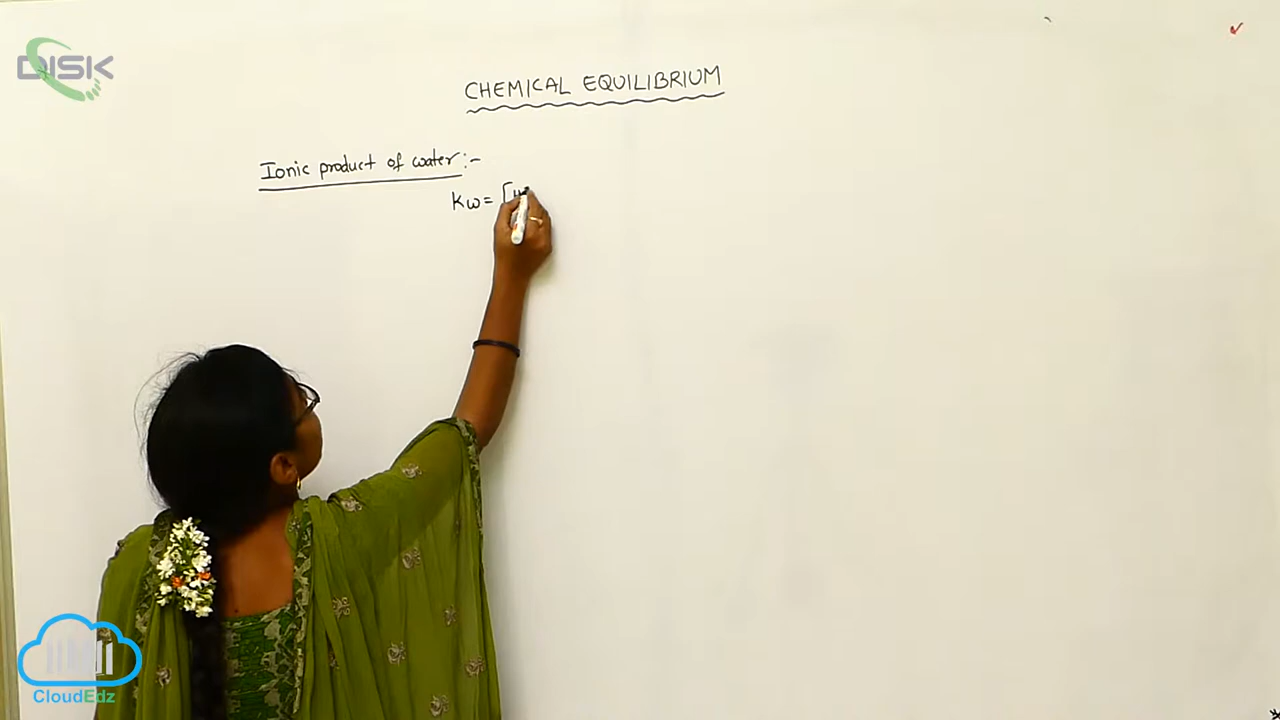 DISK
CHEMICAL EQUILIBRIUM
Ionic product of water:-
Kw= [H
CloudEdz